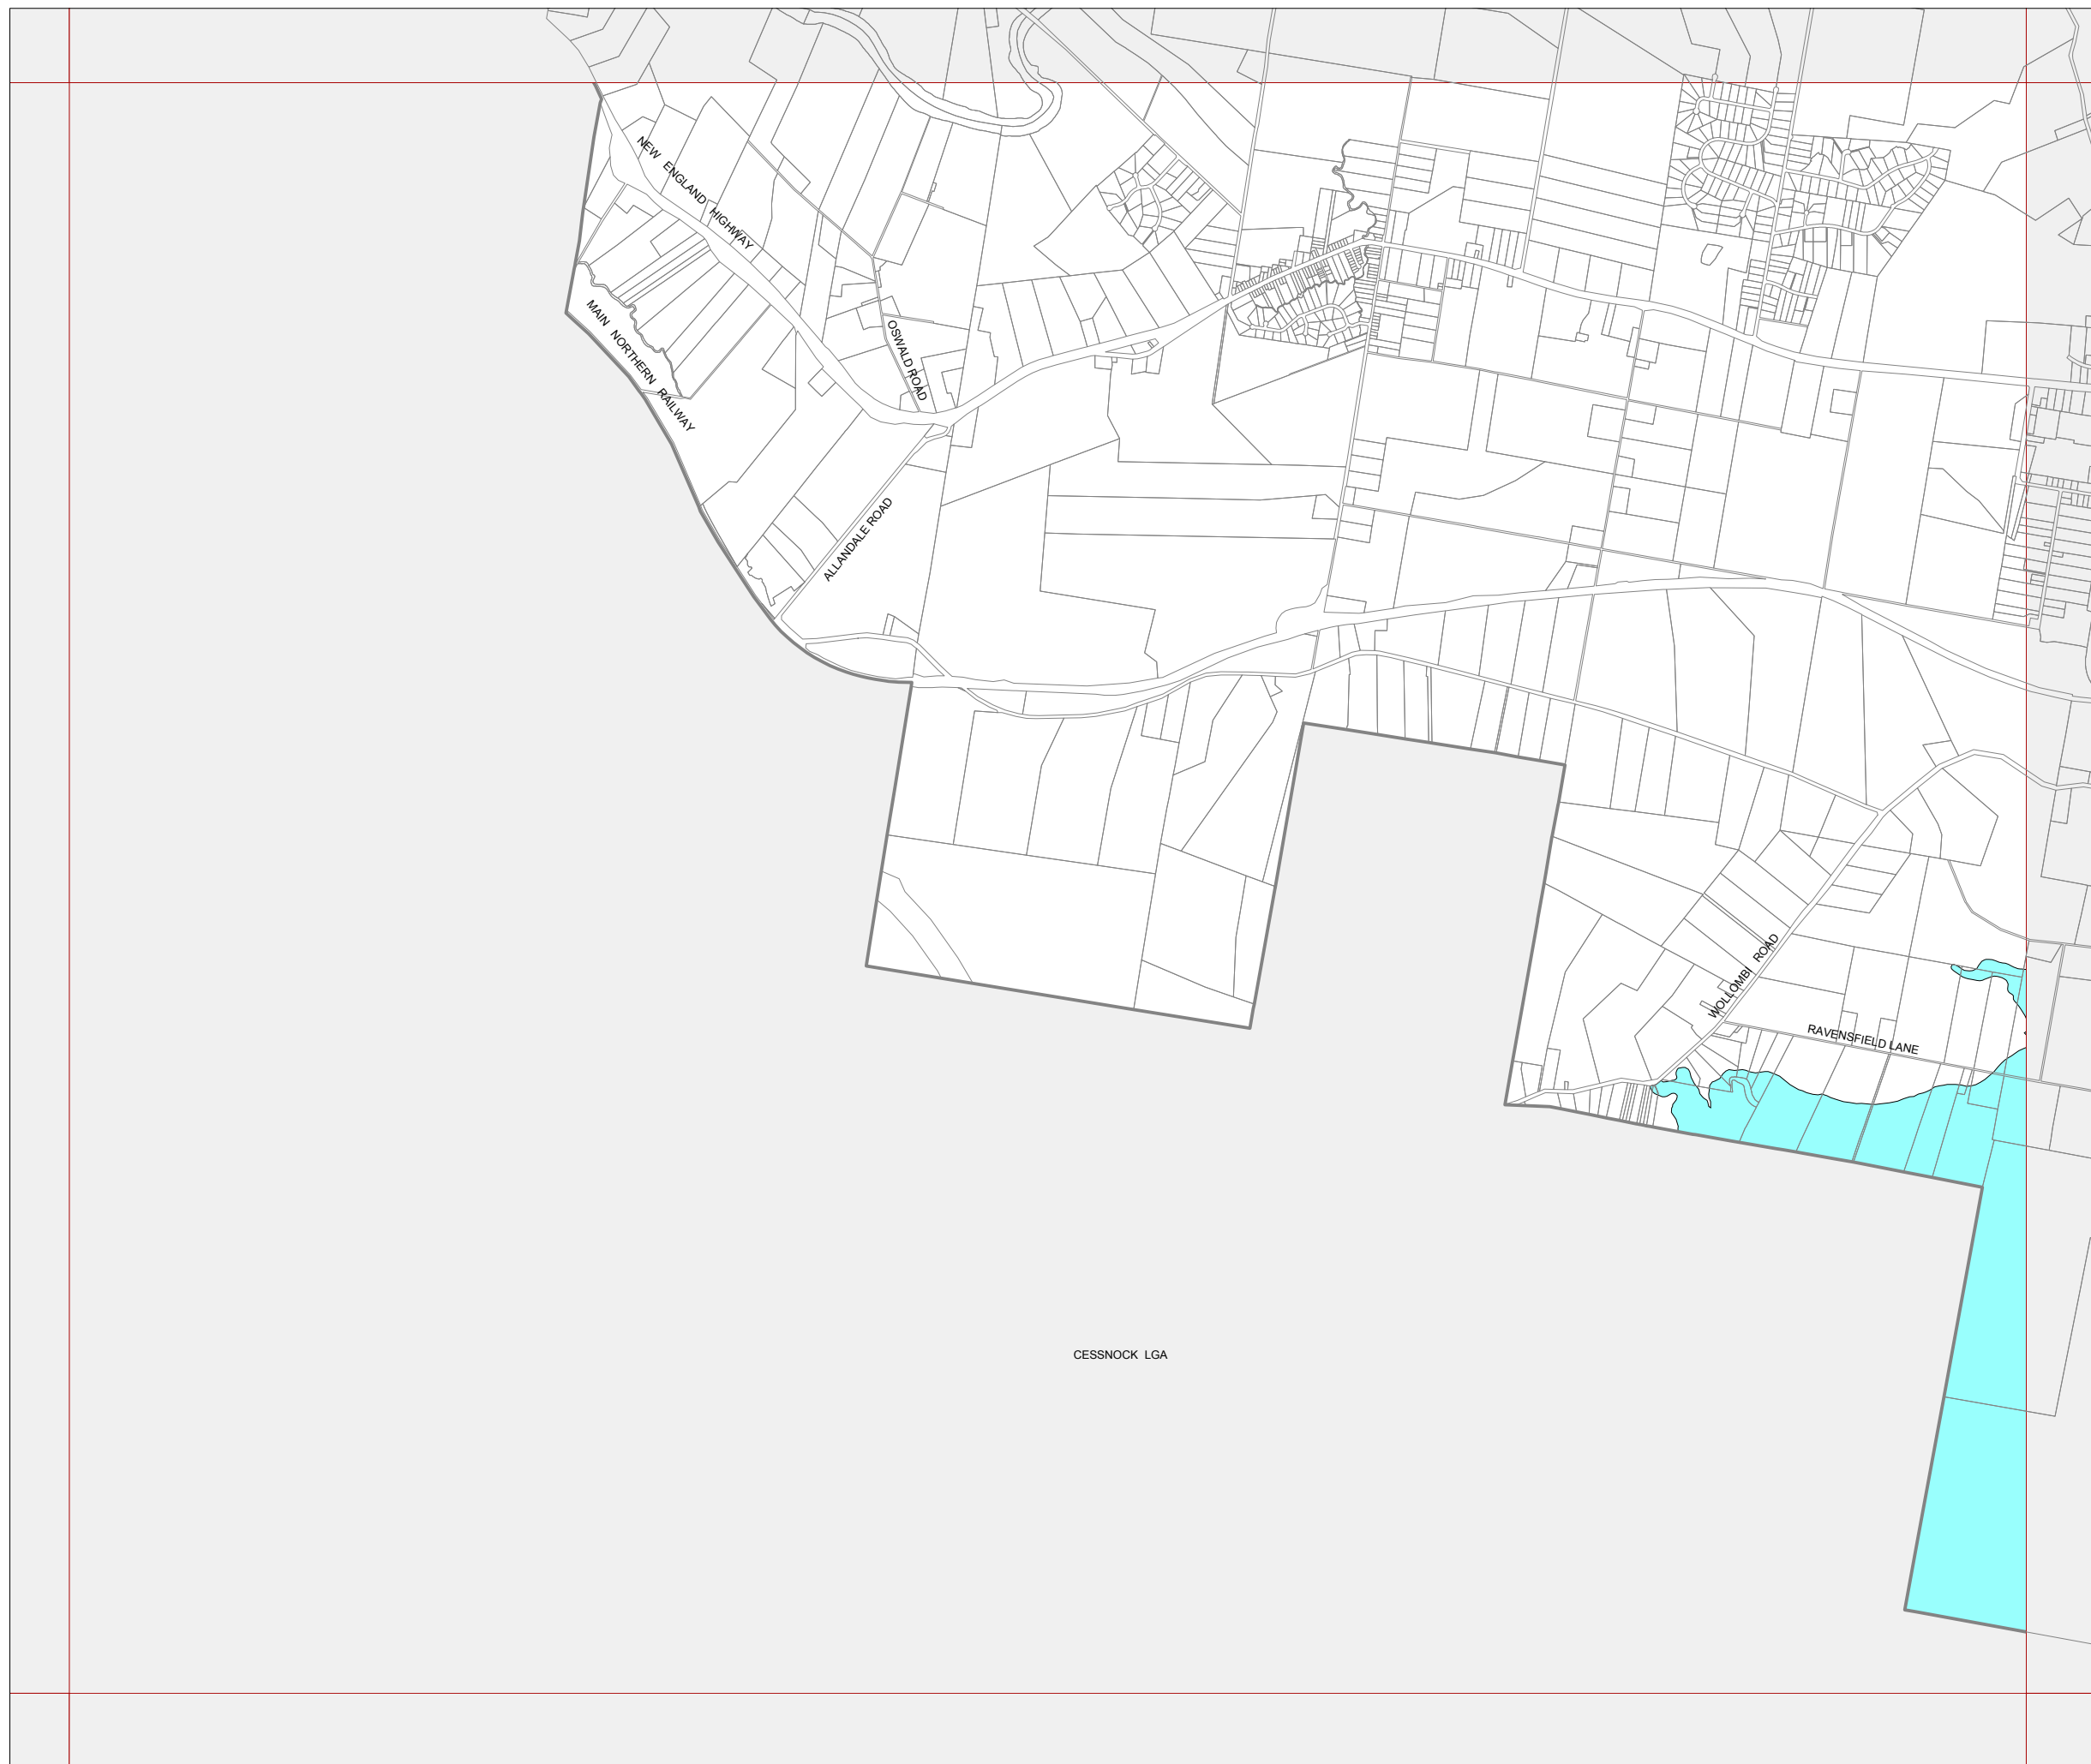 NEW ENGLAND HIGHWAY
MAIN NORTHERN RAILWAY
OSWALD ROAD
ALLANDALE ROAD
WOLLOMBI ROAD
RAVENSFIELD LANE
CESSNOCK LGA